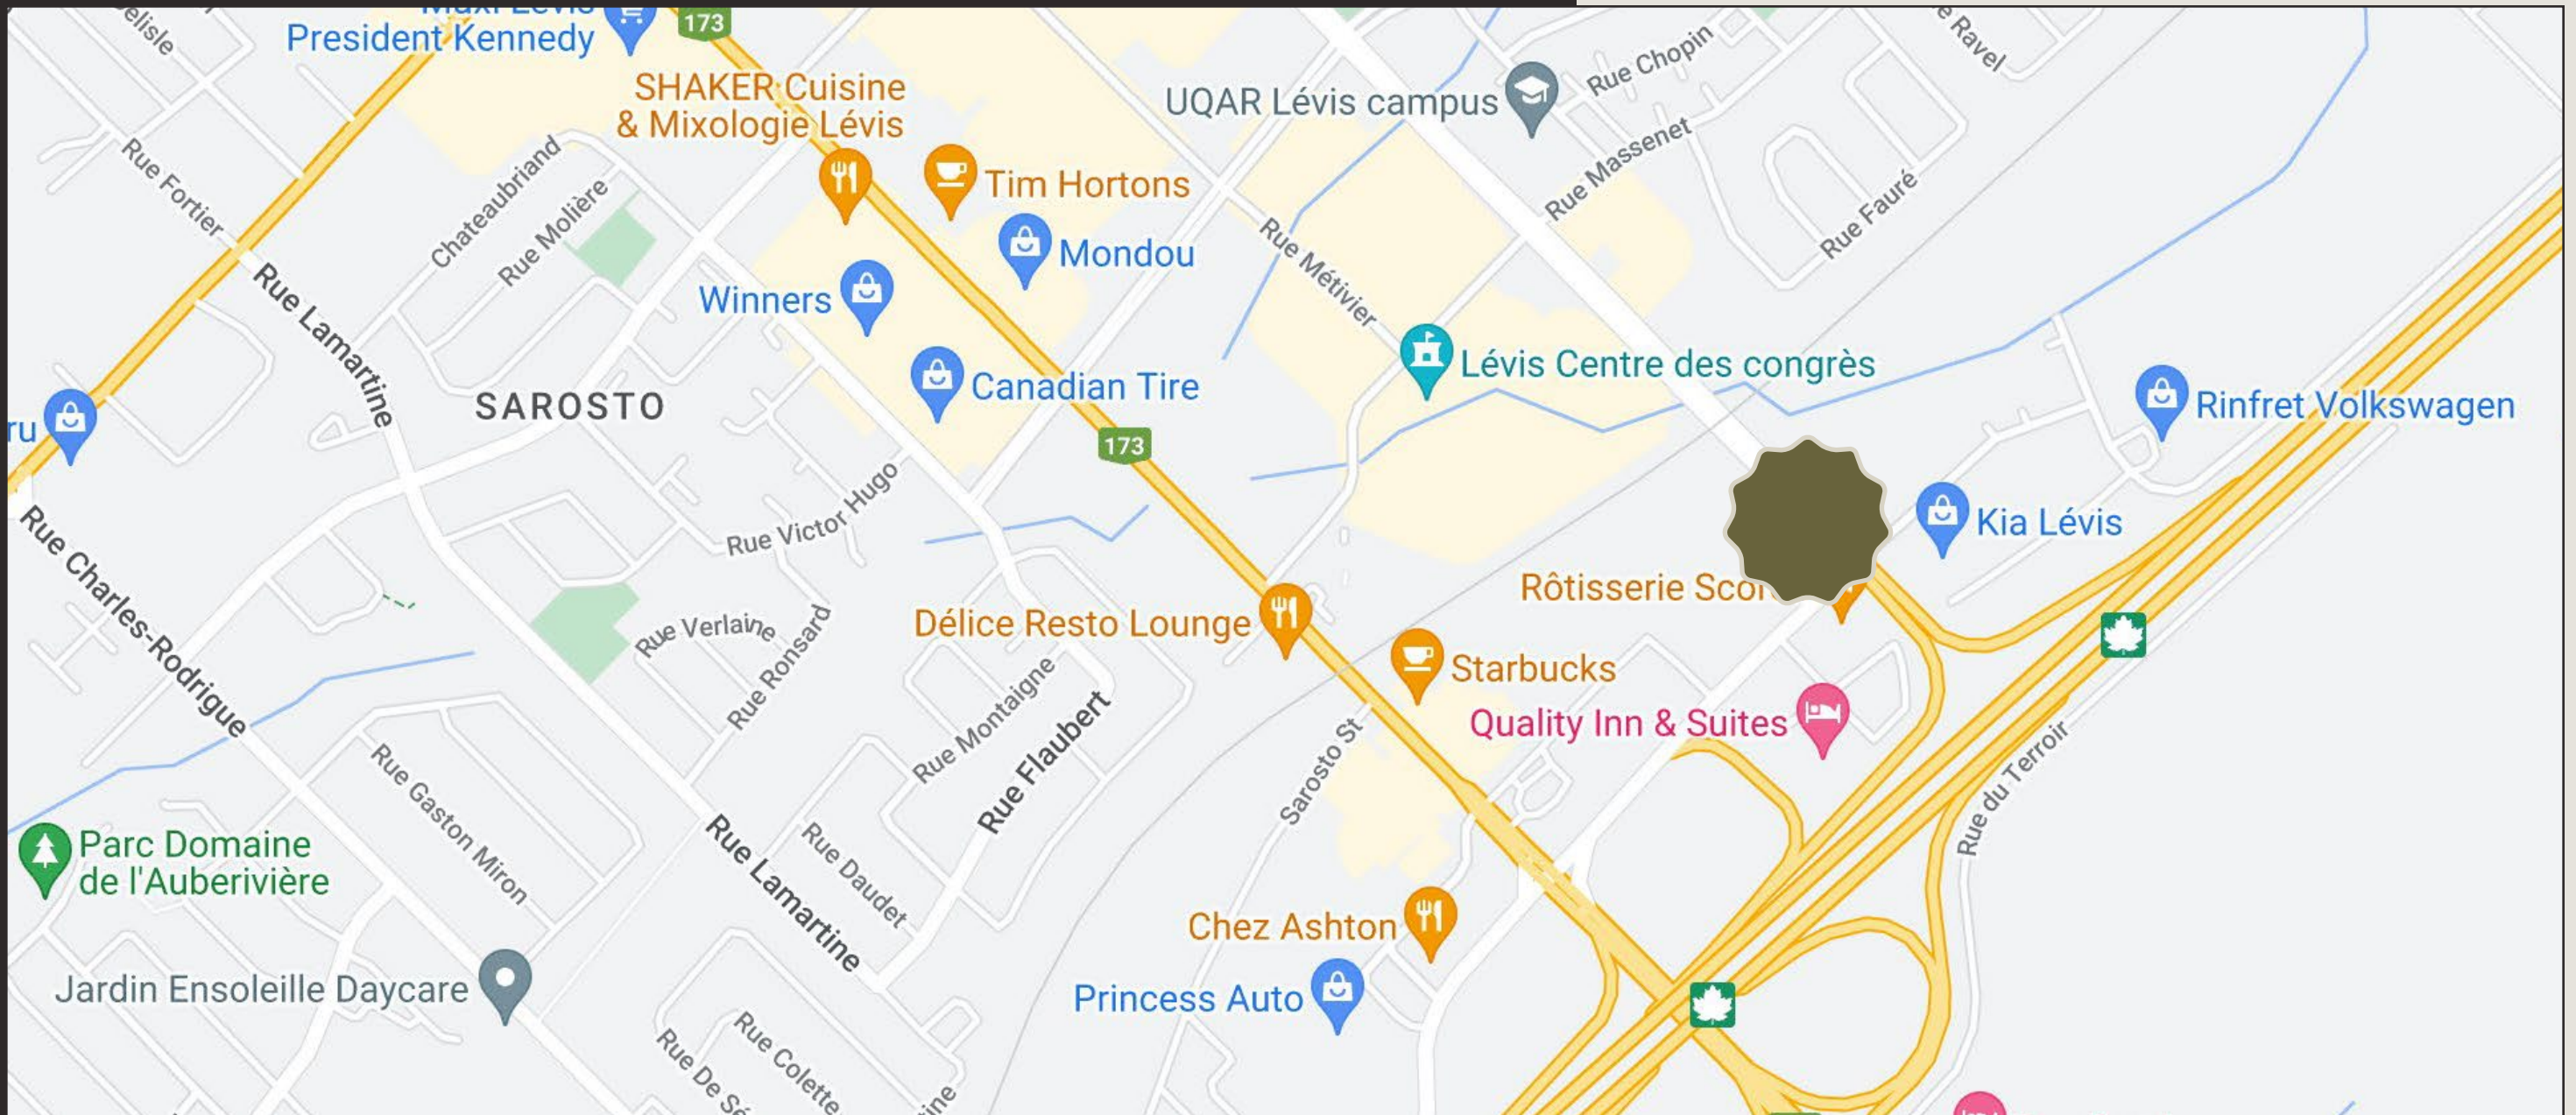 President Kennedy
173
SHAKER Cuisine
& Mixologie Lévis
UQAR Lévis campus
Rue Chopin
Rue Massenet
Rue Fauré
Rue Fortier
Chateaubriand
Rue Molière
Tim Hortons
Mondou
Rue Métivier
Rue Lamartine
Winners
Lévis Centre des congrès
Canadian Tire
SAROSTO
Rinfret Volkswagen
173
Rue Victor Hugo
Kia Lévis
Rue Charles-Rodrigue
Rôtisserie
Délice Resto Lounge
Rue Verlaine
Rue Ronsard
Rue Montaigne
Starbucks
Quality Inn & Suites
Rue Flaubert
Sarosto St
Rue du Terroir
Rue Gaston Miron
Parc Domaine
de l'Auberivière
Rue Lamartine
Rue Daudet
Chez Ashton
Jardin Ensoleille Daycare
Princess Auto
Rue Colette
Rue De